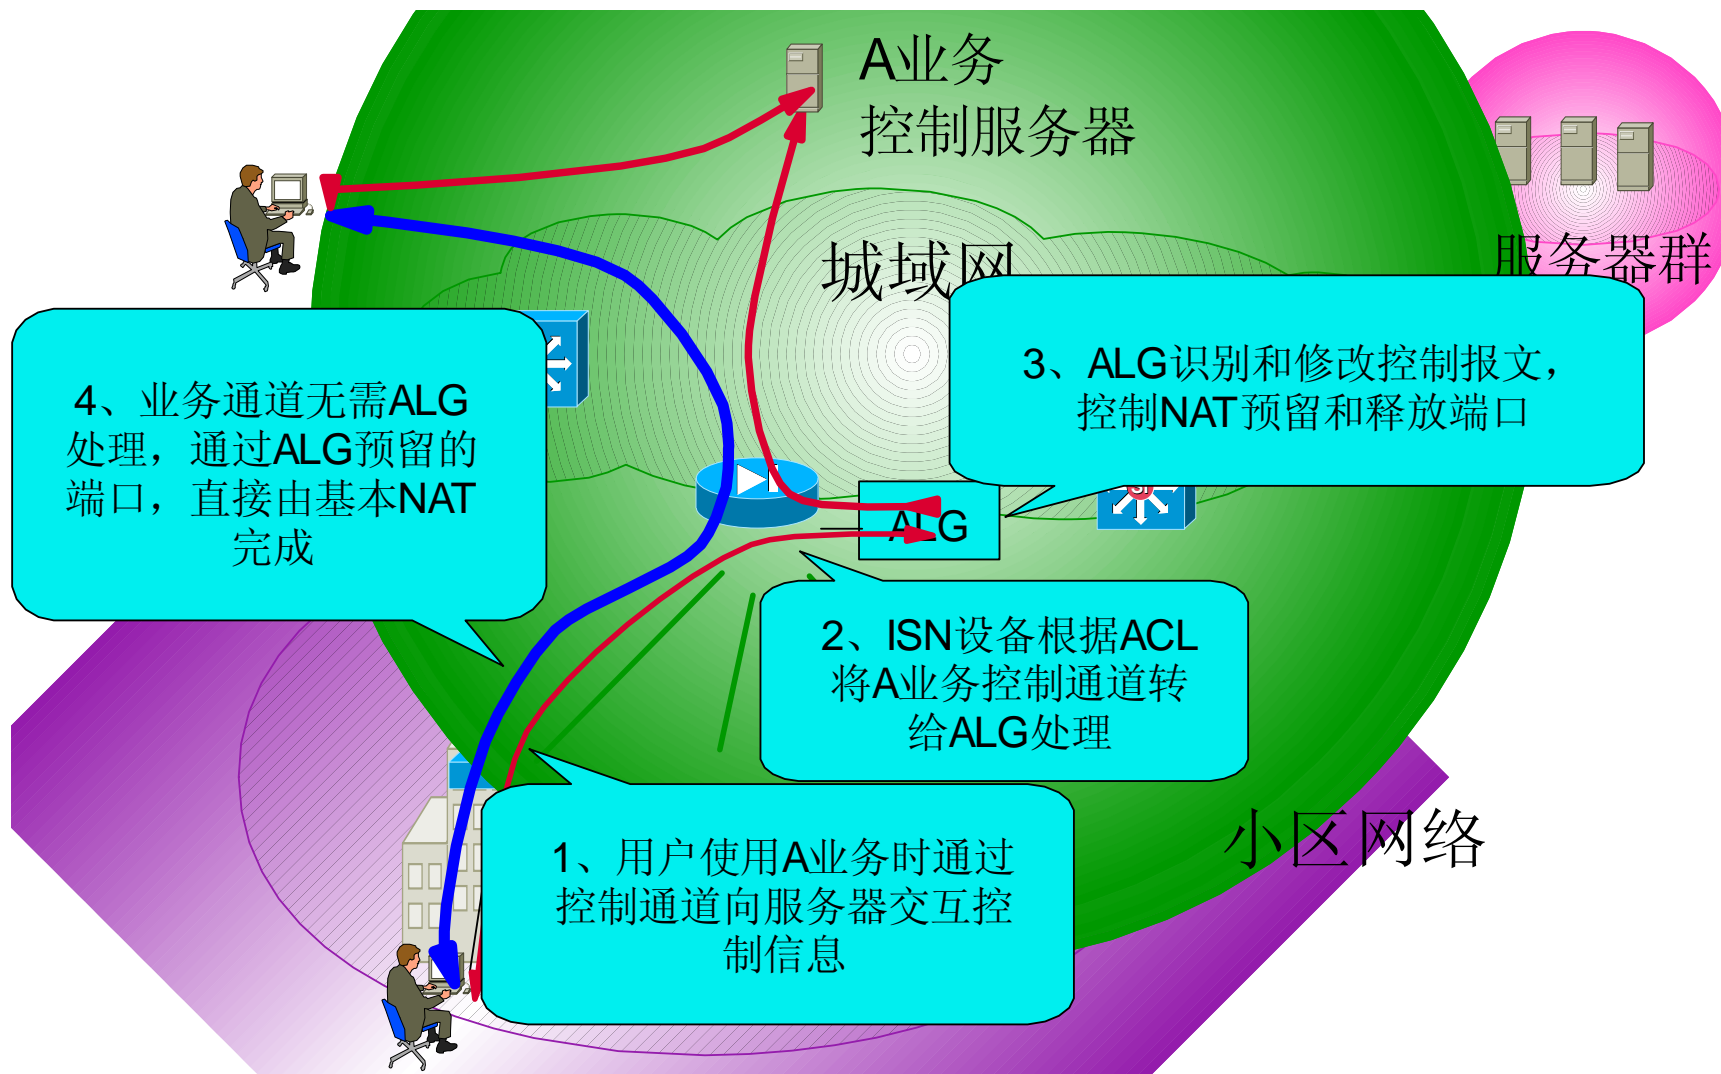 A业务
控制服务器
城域网
服务器群
3、ALG识别和修改控制报文，
控制NAT预留和释放端口
4、业务通道无需ALG
处理，通过ALG预留的
端口，直接由基本NAT
完成
ALG
2、ISN设备根据ACL
将A业务控制通道转
给ALG处理
小区网络
1、用户使用A业务时通过
控制通道向服务器交互控
制信息